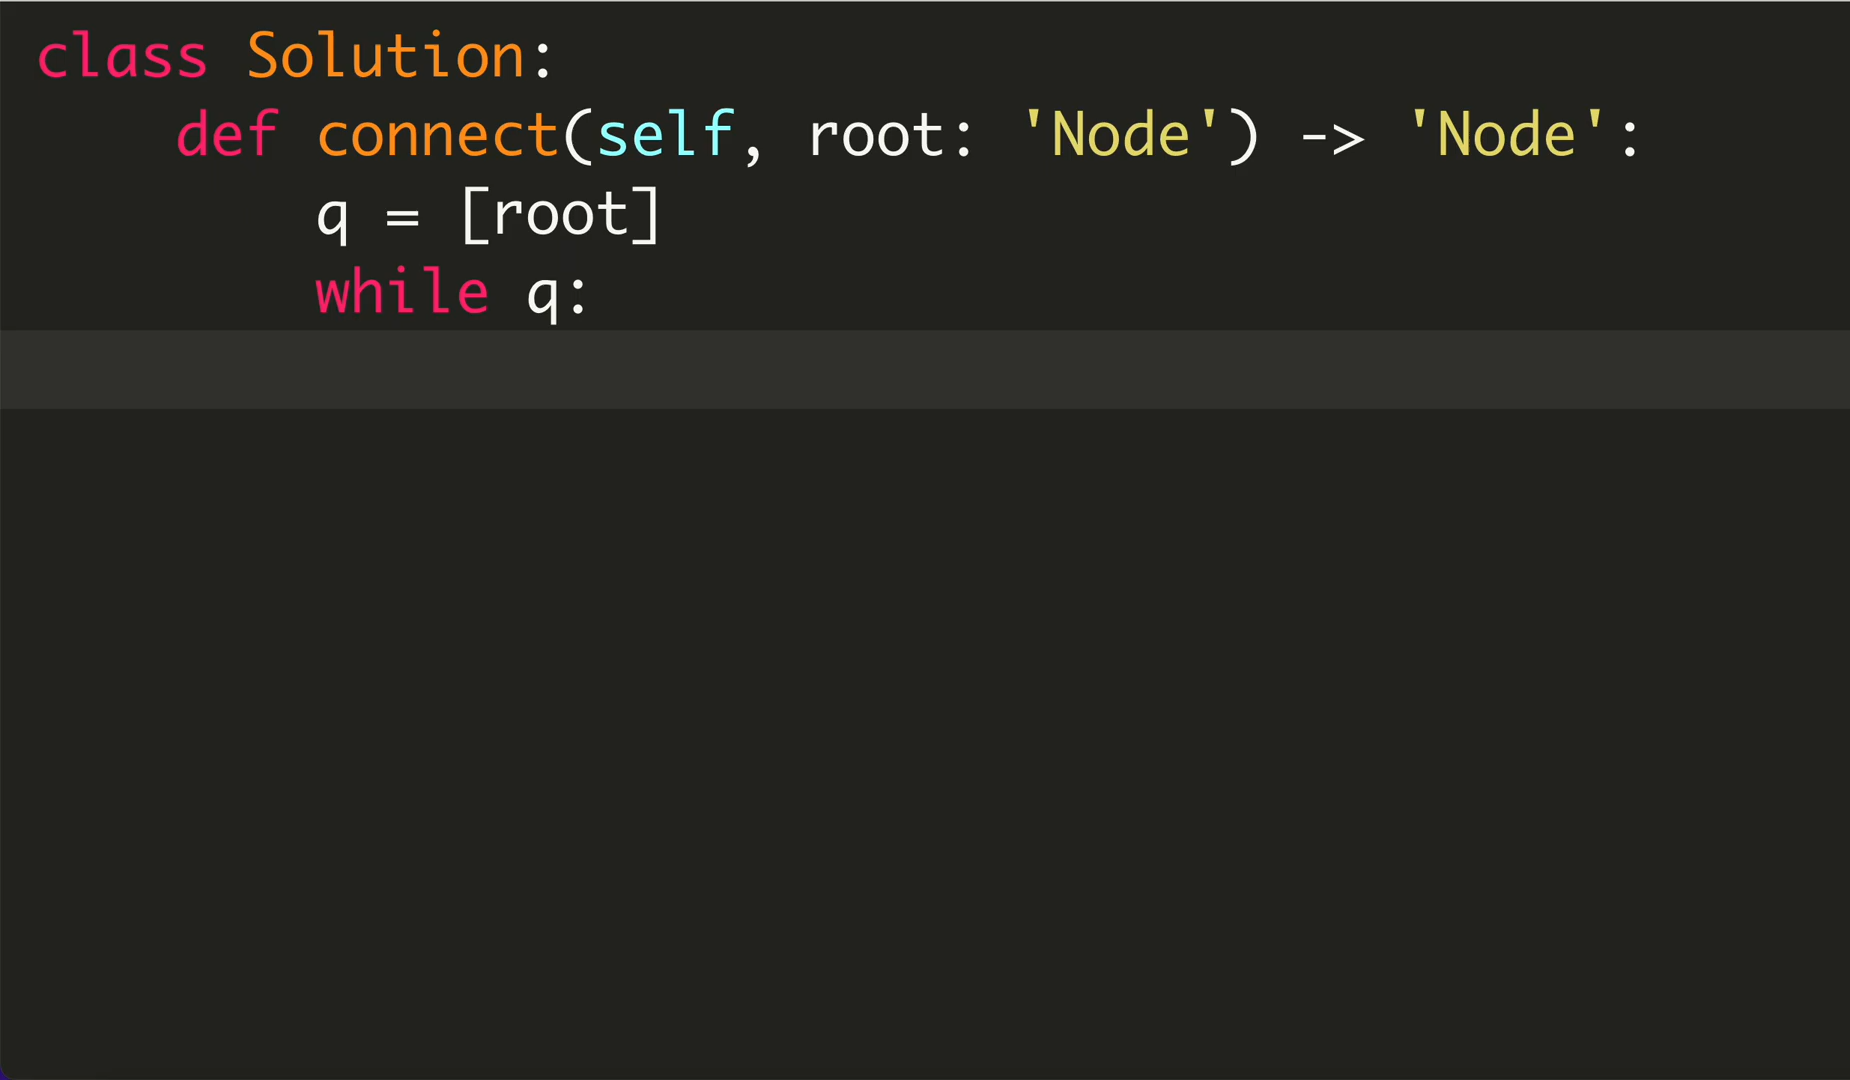 class Solution:
    def connect(self, root: 'Node') -> 'Node':
        q = [root]
        while q: